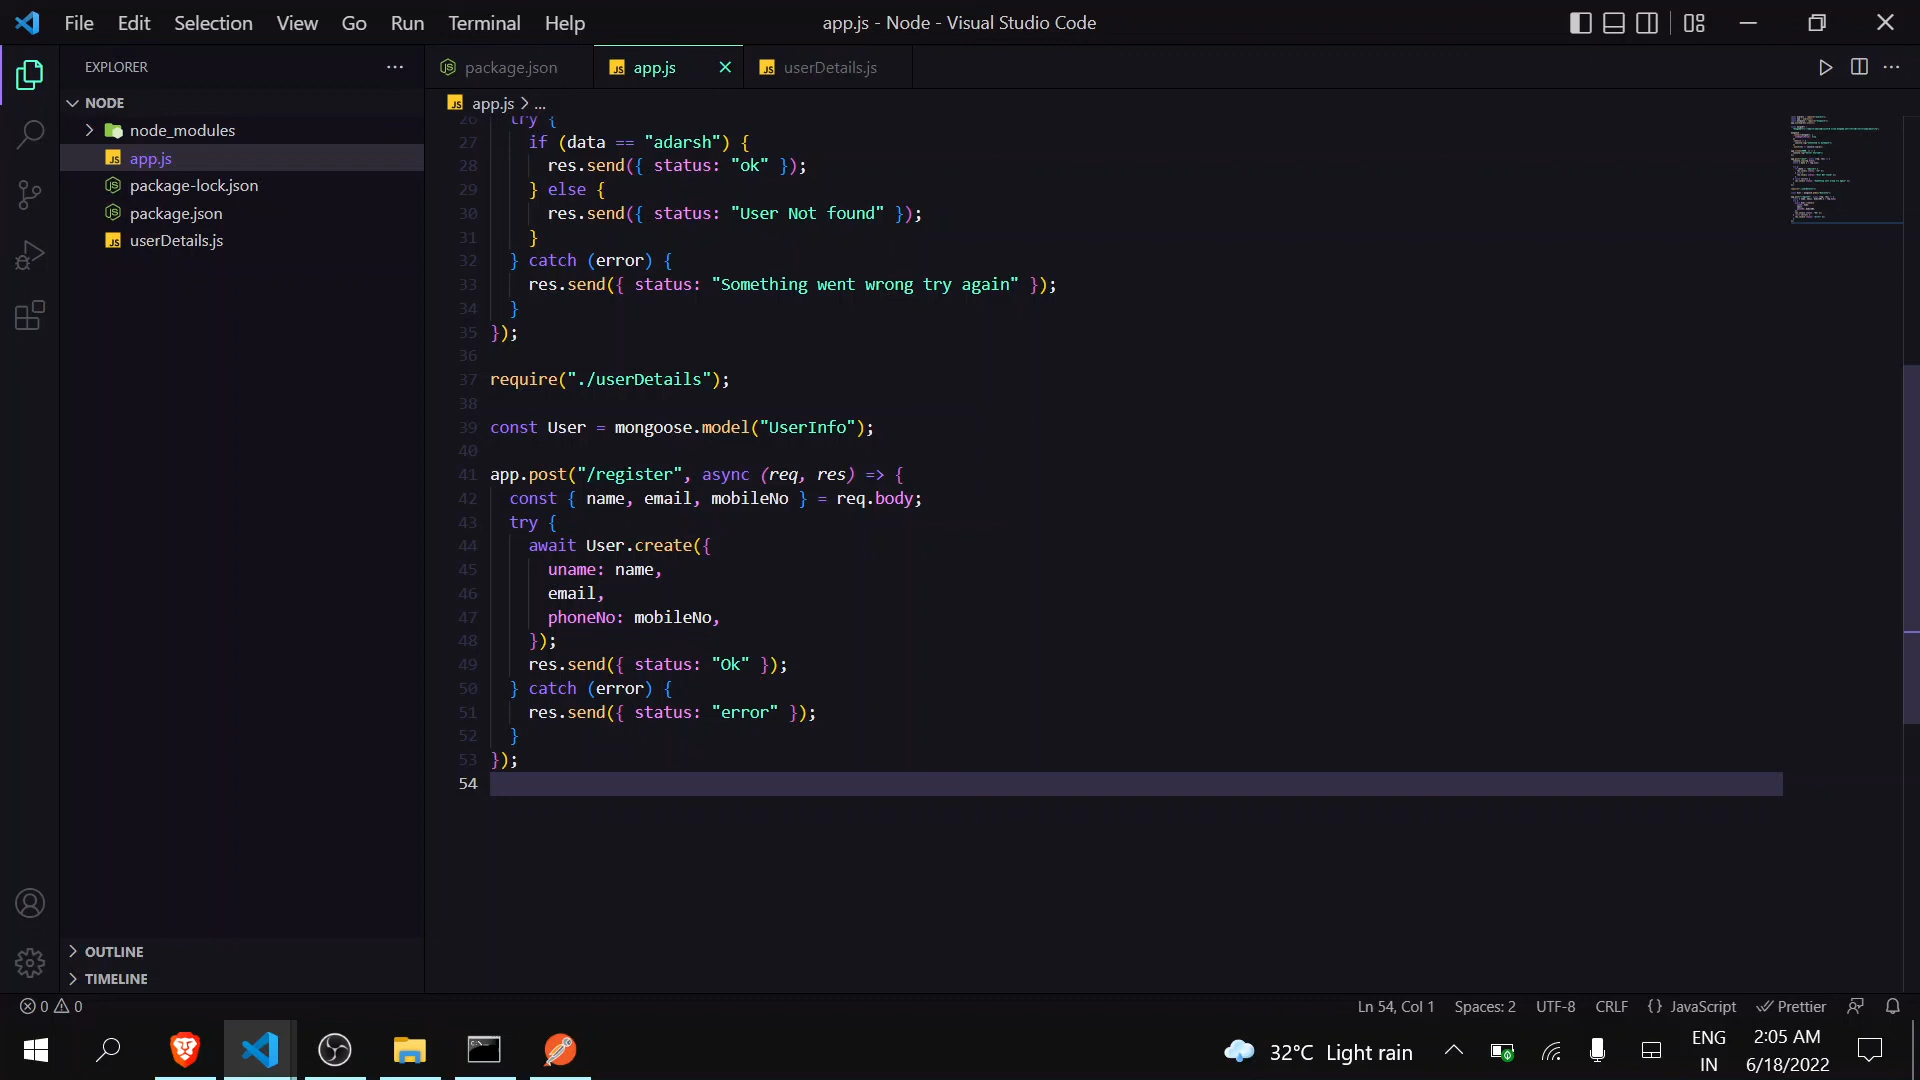 File Edit Selection View Go Run Terminal Help
app.js - Node - Visual Studio Code
EXPLORER
NODE
node_modules
app.js
package-lock.json
package.json
userDetails.js
OUTLINE
TIMELINE
package.json
app.js
userDetails.js
app.js > ...
26 try {
27 if (data == "adarsh") {
28 res.send({ status: "ok" });
29 } else {
30 res.send({ status: "User Not found" });
31 }
32 } catch (error) {
33 res.send({ status: "Something went wrong try again" });
34 }
35 });
36
37 require("./userDetails");
38
39 const User = mongoose.model("UserInfo");
40
41 app.post("/register", async (req, res) => {
42 const { name, email, mobileNo } = req.body;
43 try {
44 await User.create({
45 uname: name,
46 email,
47 phoneNo: mobileNo,
48 });
49 res.send({ status: "Ok" });
50 } catch (error) {
51 res.send({ status: "error" });
52 }
53 });
54
0 0
Ln 54, Col 1 Spaces: 2 UTF-8 CRLF {} JavaScript Prettier
32°C Light rain
ENG
IN
2:05 AM
6/18/2022